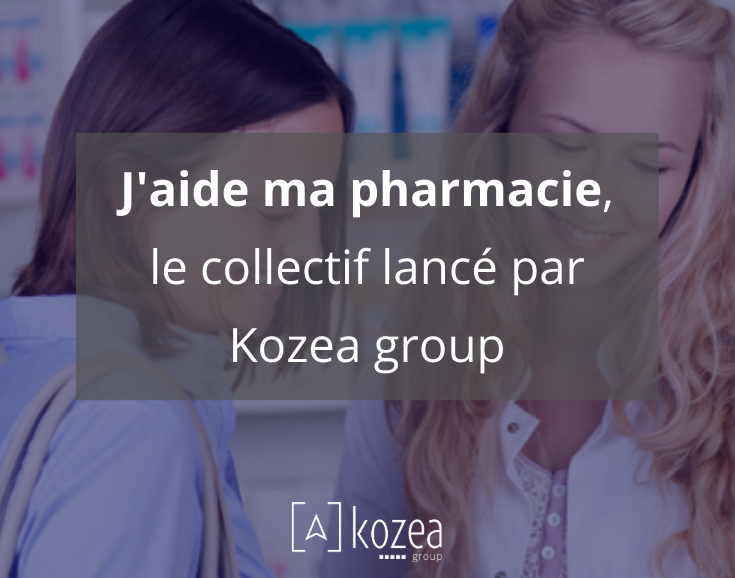 J'aide ma pharmacie,
le collectif lancé par
Kozea group
[A] kozea
group